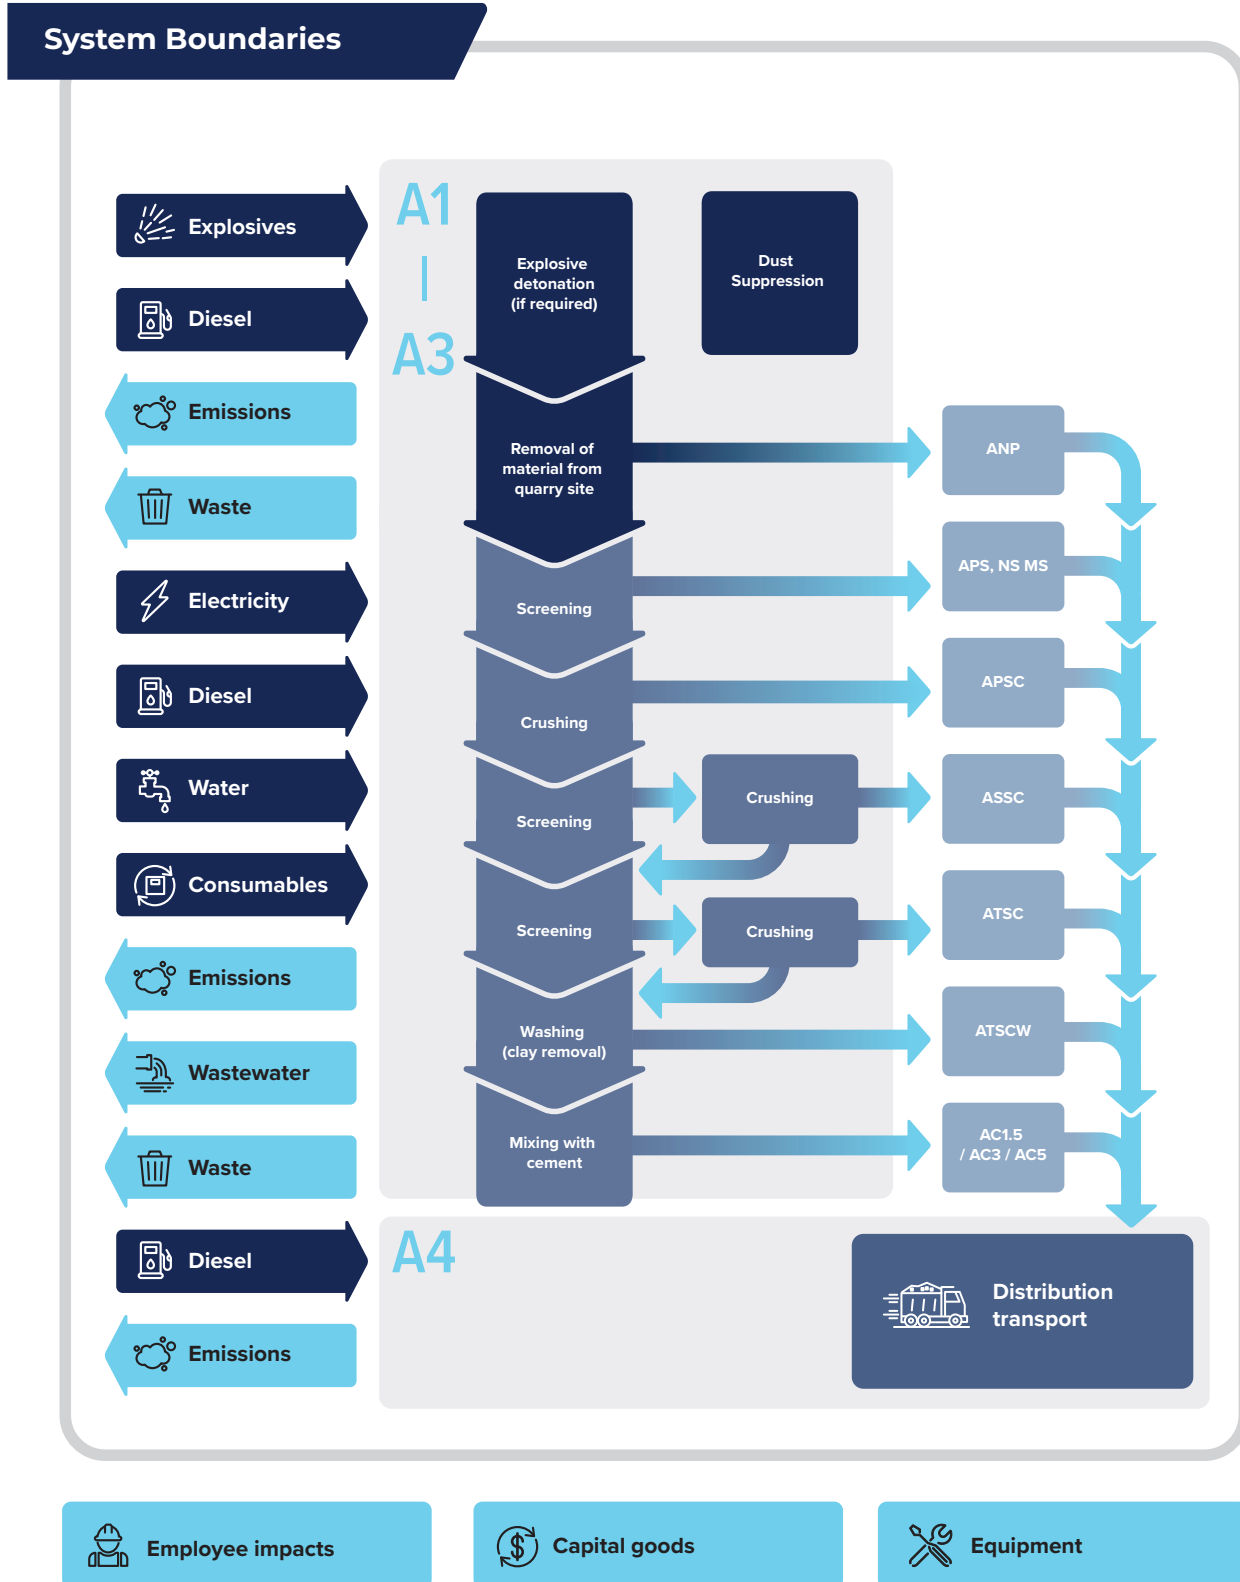 System Boundaries
Explosives
Diesel
Emissions
Waste
Electricity
Diesel
Water
Consumables
Emissions
Wastewater
Waste
Diesel
Emissions
A1
A3
Explosive
detonation
(if required)
Dust
Suppression
Removal of
material from
quarry site
ANP
Screening
APS, NS MS
Crushing
APSC
Screening
Crushing
ASSC
Screening
Crushing
ATSC
Washing
(clay removal)
ATSCW
Mixing with
cement
AC1.5
/ AC3 / AC5
A4
Distribution
transport
Employee impacts
Capital goods
Equipment